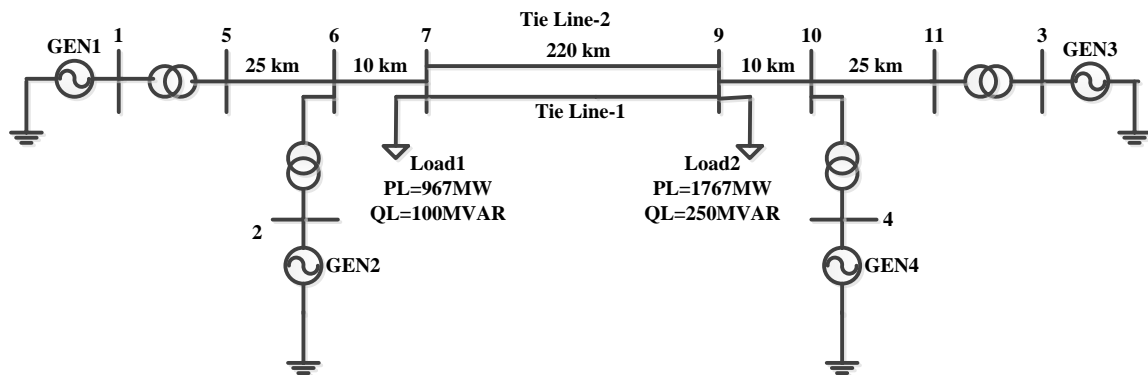 Tie Line-2
GEN1
1
5
6
7
9
10
11
3
GEN3
25 km
10 km
220 km
10 km
25 km
Tie Line-1
Load1
PL=967MW
QL=100MVAR
Load2
PL=1767MW
QL=250MVAR
2
4
GEN2
GEN4